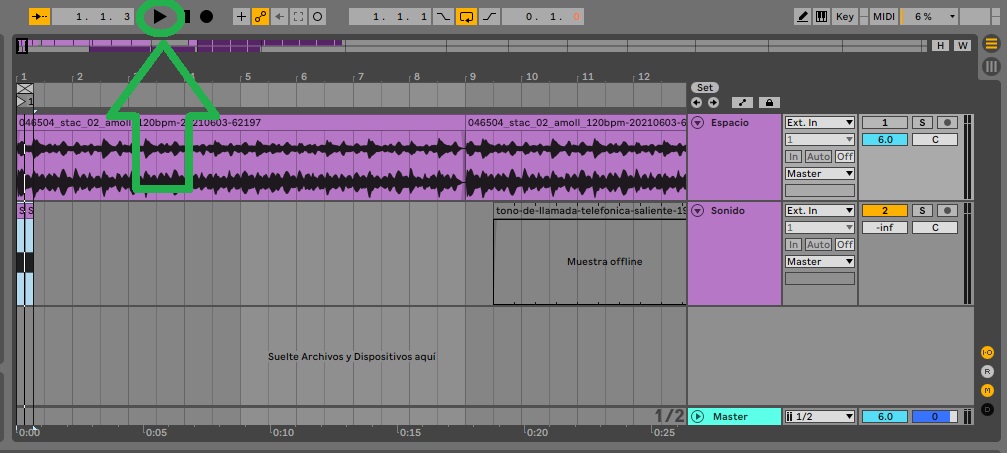 1. 1. 3
1. 1. 1
0. 1. 0
Key
MIDI
6 %
H W
1 2 3 4 5 6 7 8 9 10 11 12
Set
1
046504_stac_02_amoll_120bpm-20210603-62197
046504_stac_02_amoll_120bpm-20210603-6
Espacio
Ext. In
1
S
1
6.0
C
In Auto Off
Master
S S
tono-de-llamada-telefonica-saliente-19
Sonido
Ext. In
2
S
1
-inf
C
Muestra offline
In Auto Off
Master
Suelte Archivos y Dispositivos aquí
I·O
R
M
D
1/2
Master
1/2
6.0
0
0:00 0:05 0:10 0:15 0:20 0:25